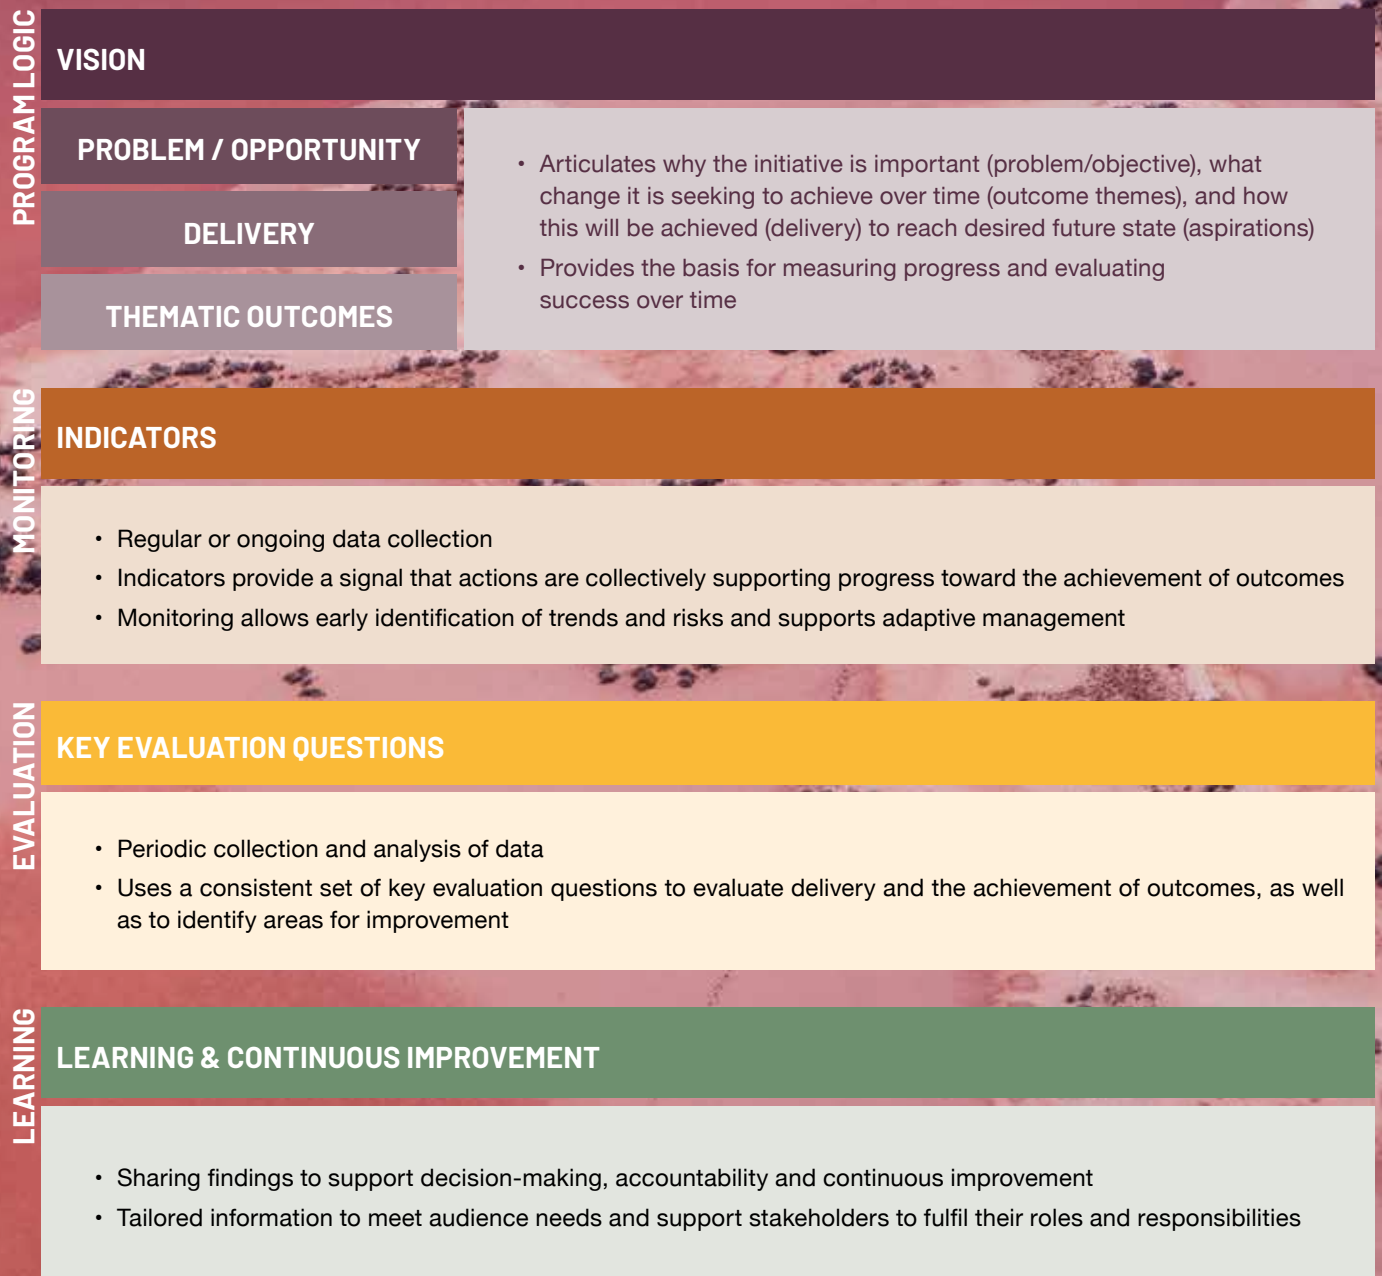 PROGRAM LOGIC
VISION
PROBLEM / OPPORTUNITY
DELIVERY
THEMATIC OUTCOMES
• Articulates why the initiative is important (problem/objective), what
change it is seeking to achieve over time (outcome themes), and how
this will be achieved (delivery) to reach desired future state (aspirations)
• Provides the basis for measuring progress and evaluating
success over time
MONITORING
INDICATORS
• Regular or ongoing data collection
• Indicators provide a signal that actions are collectively supporting progress toward the achievement of outcomes
• Monitoring allows early identification of trends and risks and supports adaptive management
EVALUATION
KEY EVALUATION QUESTIONS
• Periodic collection and analysis of data
• Uses a consistent set of key evaluation questions to evaluate delivery and the achievement of outcomes, as well
as to identify areas for improvement
LEARNING
LEARNING & CONTINUOUS IMPROVEMENT
• Sharing findings to support decision-making, accountability and continuous improvement
• Tailored information to meet audience needs and support stakeholders to fulfil their roles and responsibilities